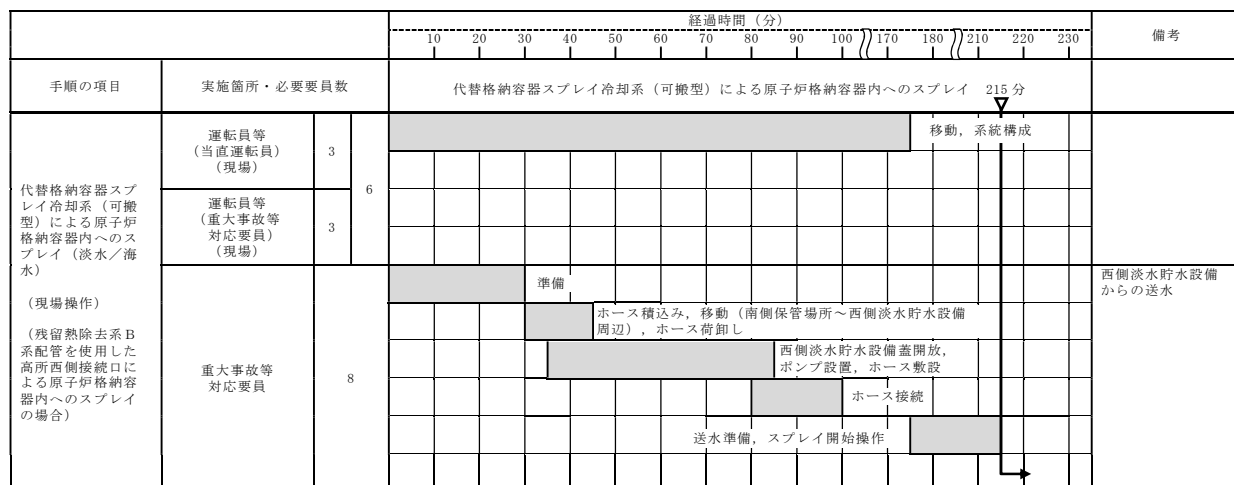 経過時間（分）
備考
10 20 30 40 50 60 70 80 90 100 170 180 210 220 230
手順の項目
実施箇所・必要要員数
代替格納容器スプレイ冷却系（可搬型）による原子炉格納容器内へのスプレイ 215分
代替格納容器スプ
レイ冷却系（可搬
型）による原子炉
格納容器内へのス
プレイ（淡水／海
水）
（現場操作）
（残留熱除去系Ｂ
系配管を使用した
高所西側接続口に
よる原子炉格納容
器内へのスプレイ
の場合）
運転員等
（当直運転員）
（現場）
3
6
移動，系統構成
運転員等
（重大事故等
対応要員）
（現場）
3
重大事故等
対応要員
8
準備
ホース積込み，移動（南側保管場所～西側淡水貯水設備
周辺），ホース荷卸し
西側淡水貯水設備蓋開放，
ポンプ設置，ホース敷設
ホース接続
送水準備，スプレイ開始操作
西側淡水貯水設備
からの送水